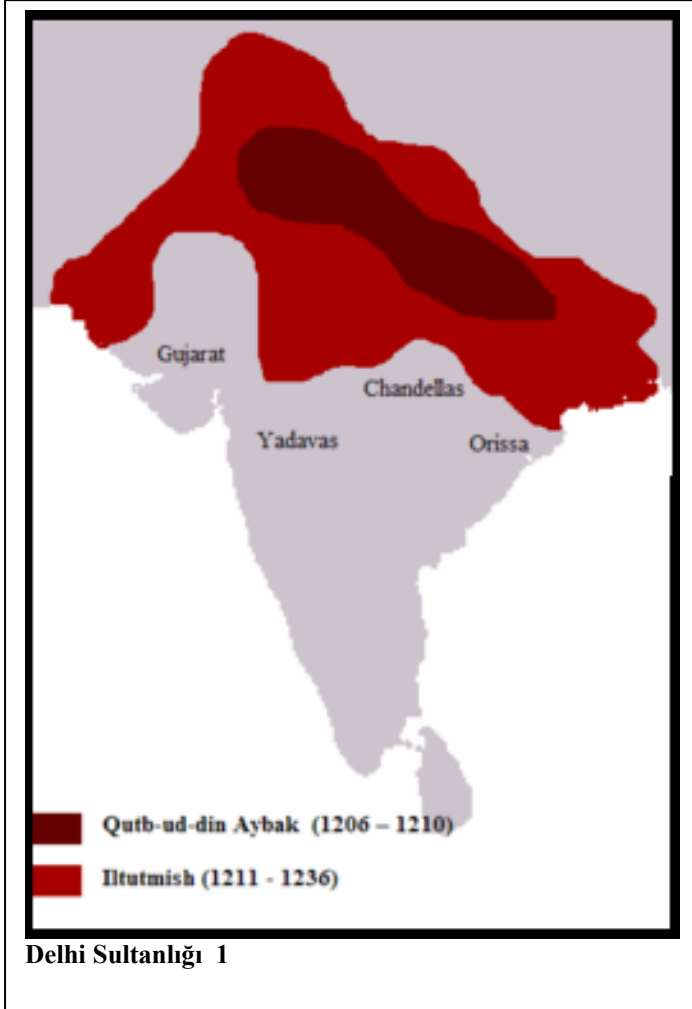 Gujarat
Chandellas
Yadavas
Orissa
Qutb-ud-din Aybak (1206 – 1210)
Iltutmish (1211 - 1236)
Delhi Sultanlığı 1